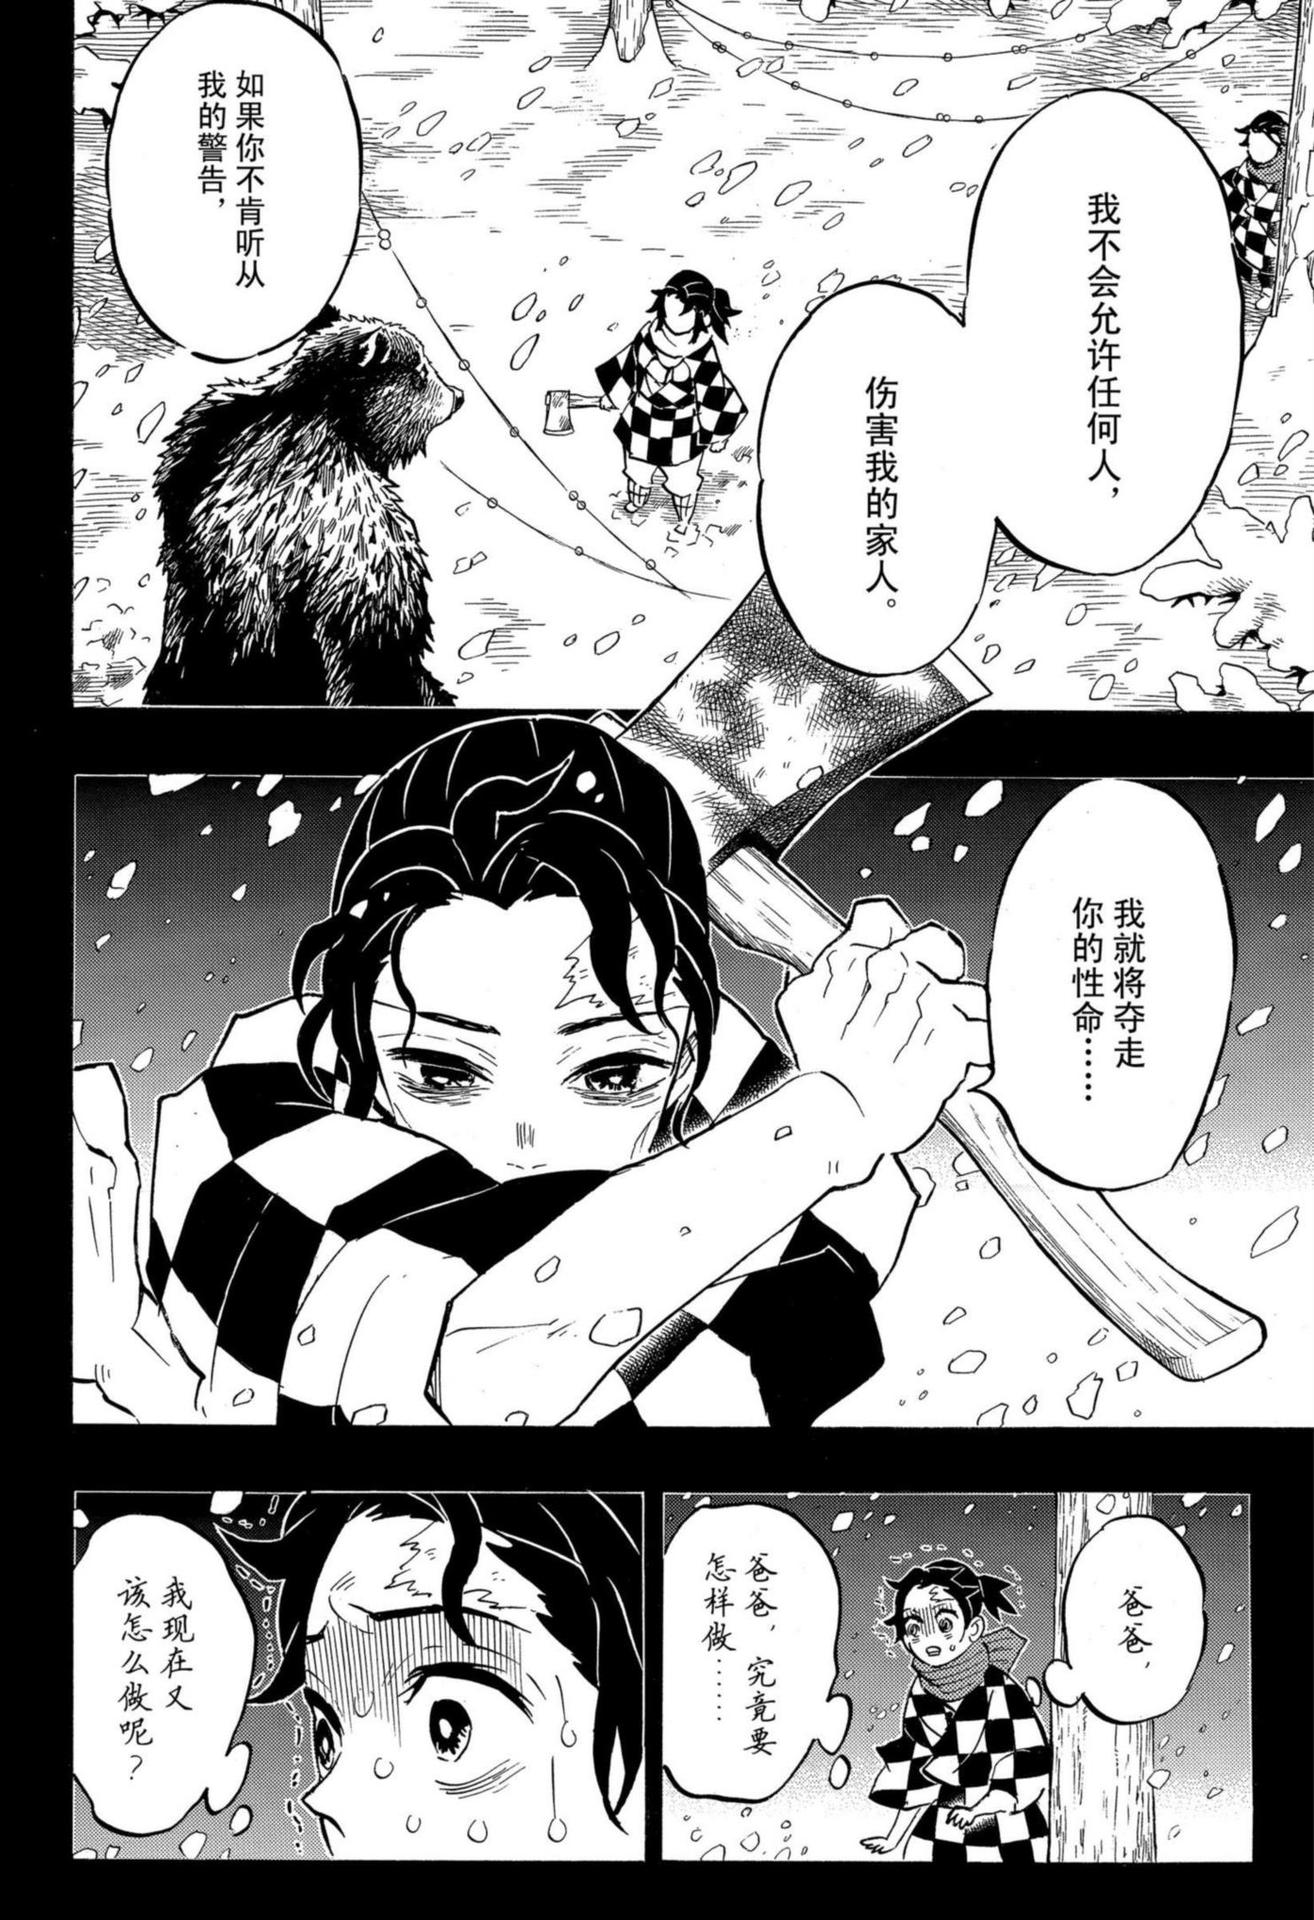 我不会允许任何人，
伤害我的家人。
如果你不肯听从
我的警告，
我就将夺走
你的性命……
爸爸，
爸爸，究竟要
怎样做……
我现在又
该怎么做呢？